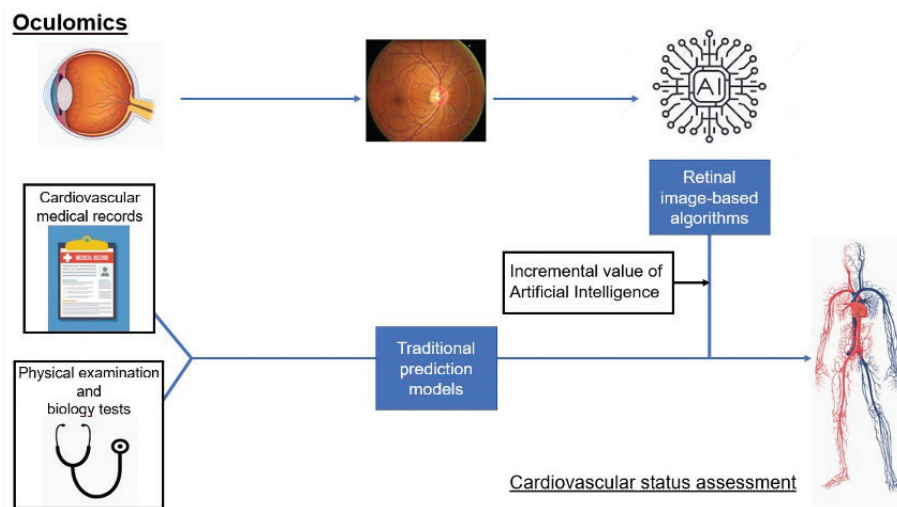 Oculomics
AI
Retinal
image-based
algorithms
Cardiovascular
medical records
MEDICAL RECORD
Incremental value of
Artificial Intelligence
Traditional
prediction
models
Physical examination
and
biology tests
Cardiovascular status assessment